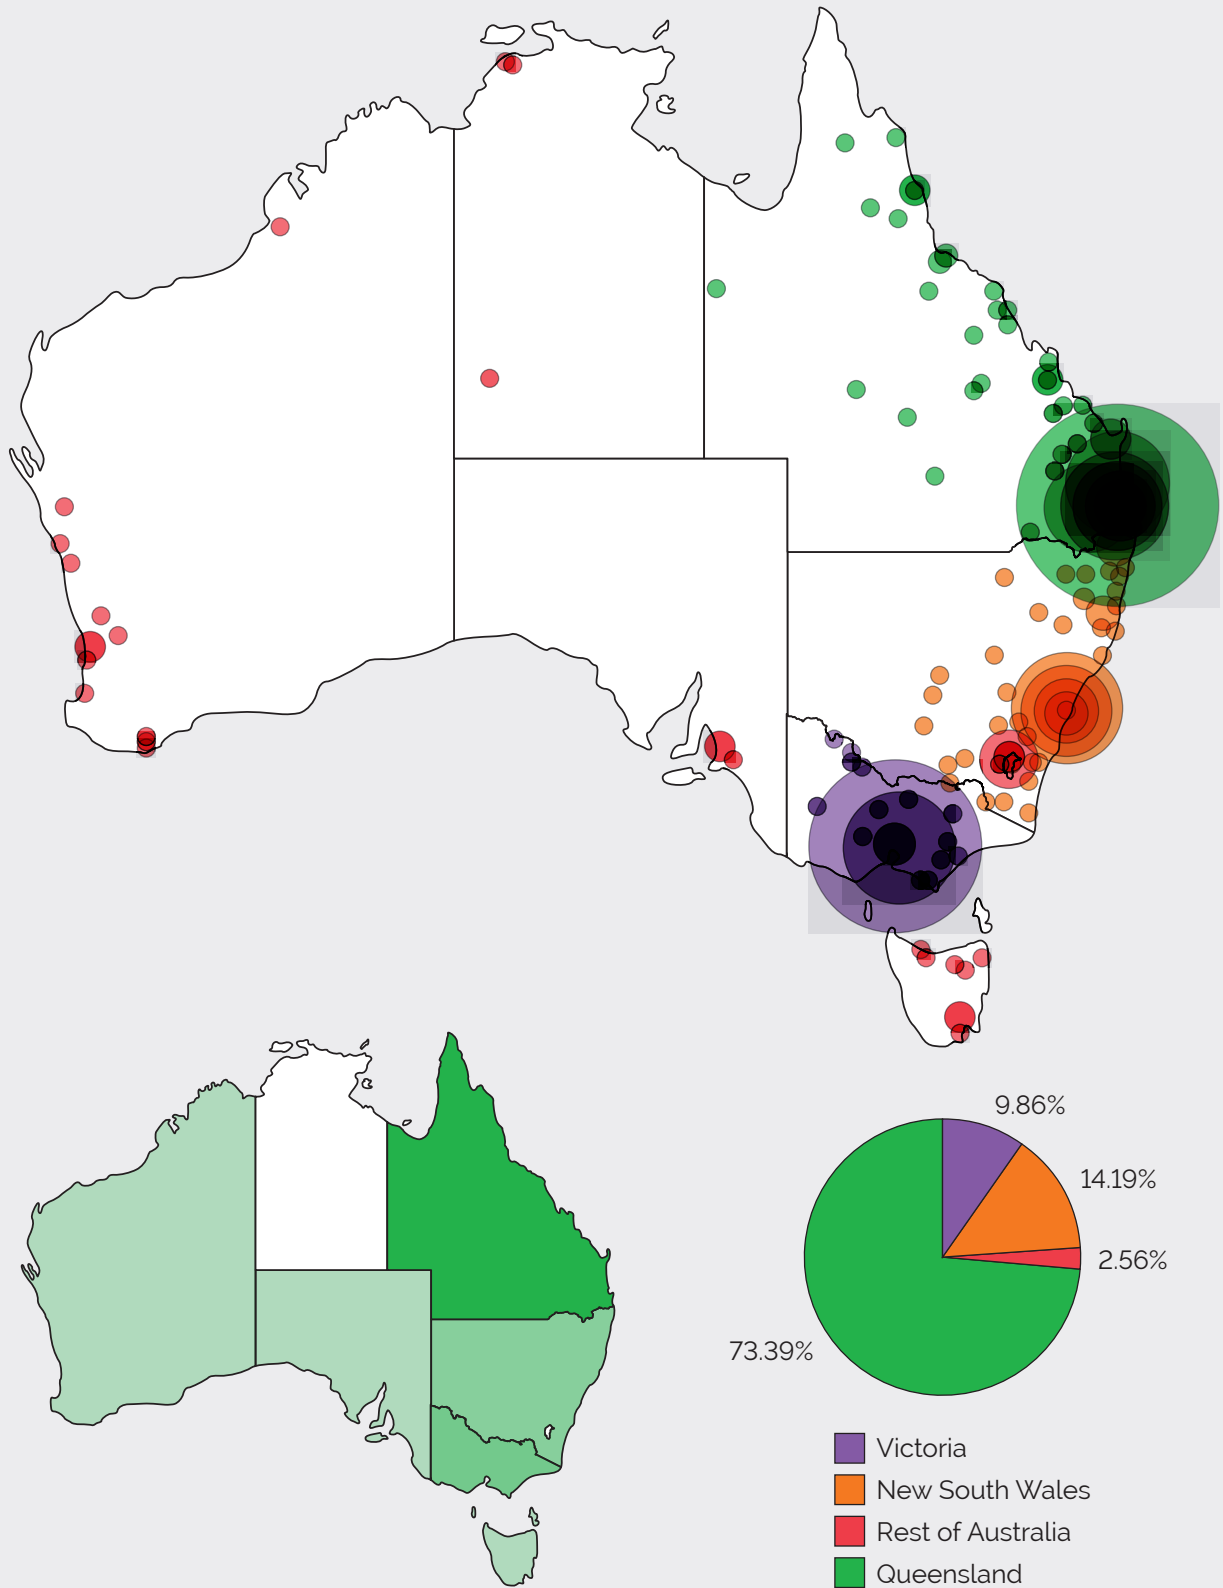 9.86%
14.19%
2.56%
73.39%
Victoria
New South Wales
Rest of Australia
Queensland